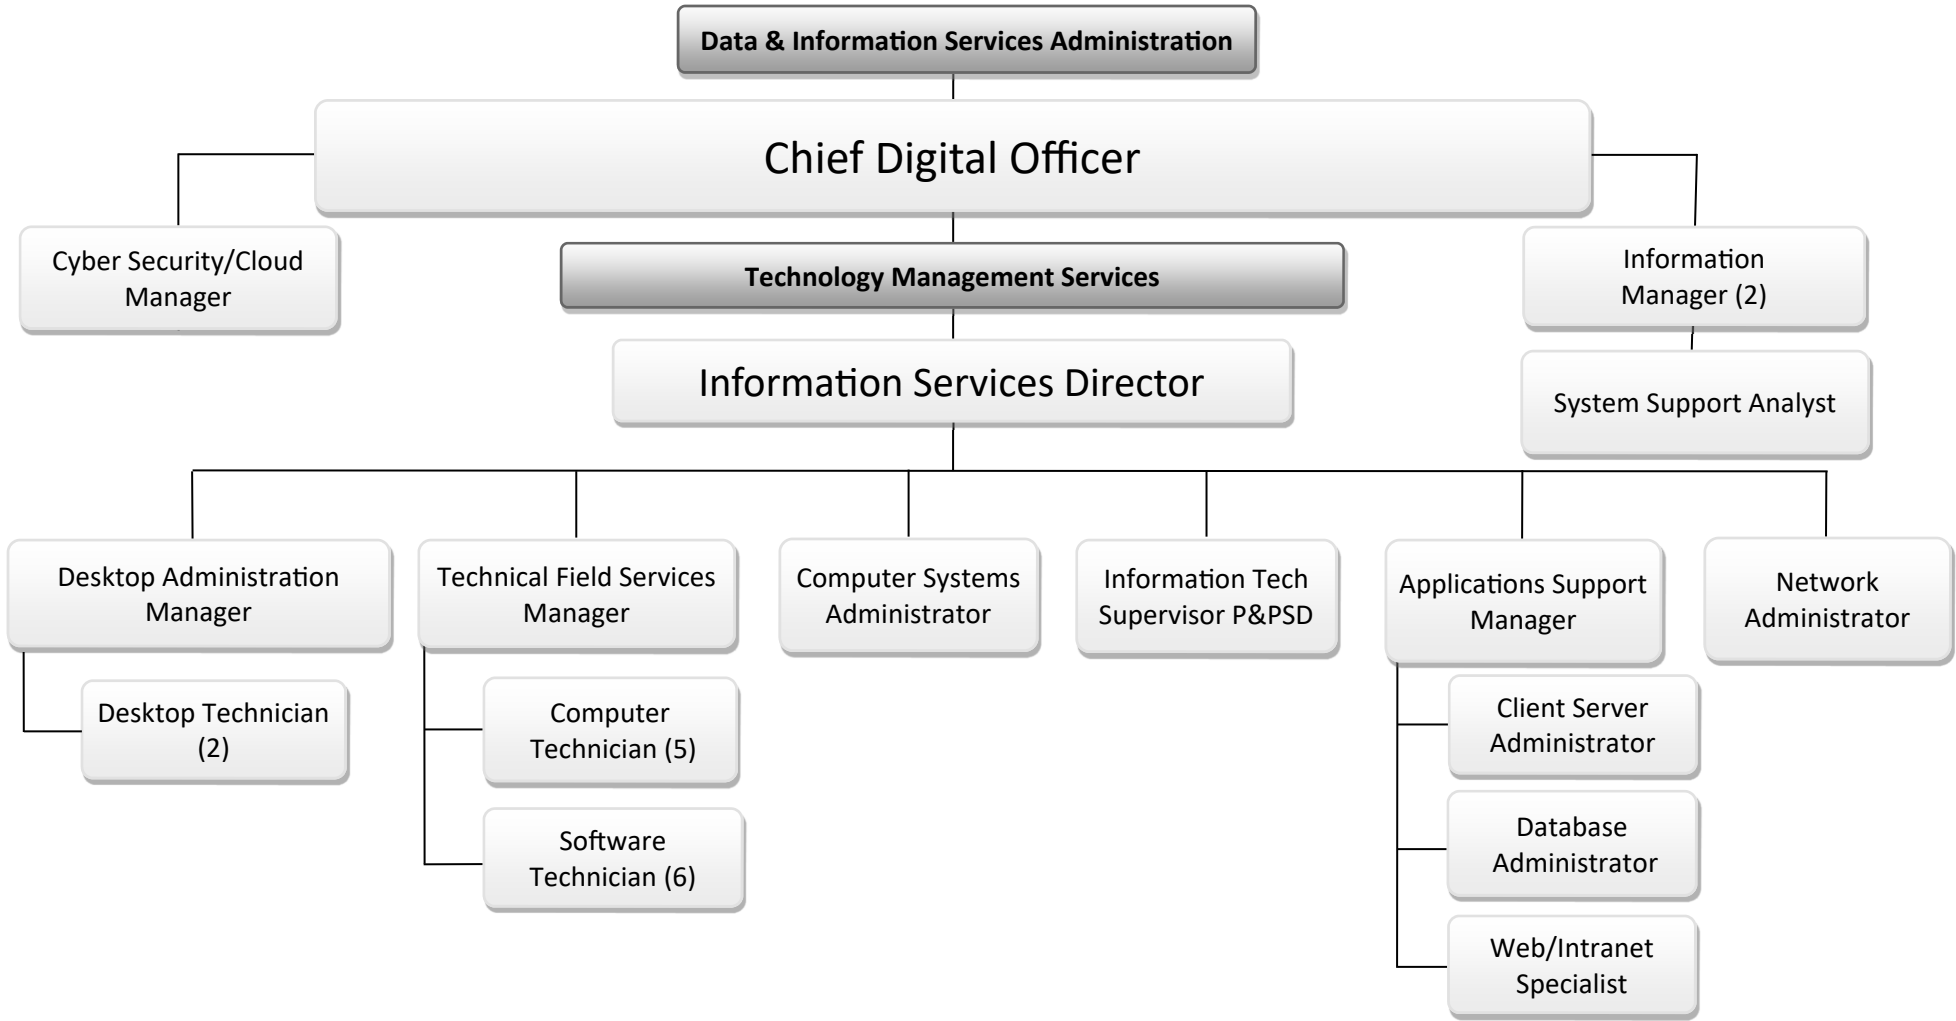 Data & Information Services Administration
Chief Digital Officer
Cyber Security/Cloud
Manager
Technology Management Services
Information
Manager (2)
Information Services Director
System Support Analyst
Desktop Administration
Manager
Technical Field Services
Manager
Computer Systems
Administrator
Information Tech
Supervisor P&PSD
Applications Support
Manager
Network
Administrator
Desktop Technician
(2)
Computer
Technician (5)
Software
Technician (6)
Client Server
Administrator
Database
Administrator
Web/Intranet
Specialist